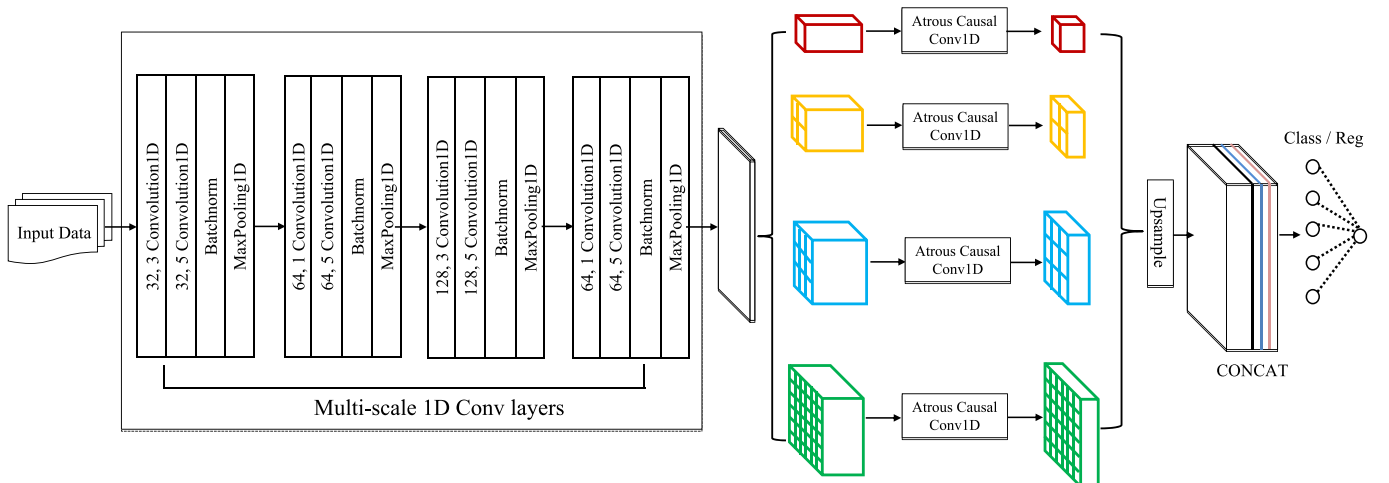 Input Data
32, 3 Convolution1D
32, 5 Convolution1D
Batchnorm
MaxPooling1D
64, 1 Convolution1D
64, 5 Convolution1D
Batchnorm
MaxPooling1D
128, 3 Convolution1D
128, 5 Convolution1D
Batchnorm
MaxPooling1D
64, 1 Convolution1D
64, 5 Convolution1D
Batchnorm
MaxPooling1D
Multi-scale 1D Conv layers
Atrous Causal
Conv1D
Atrous Causal
Conv1D
Atrous Causal
Conv1D
Atrous Causal
Conv1D
Upsample
CONCAT
Class / Reg